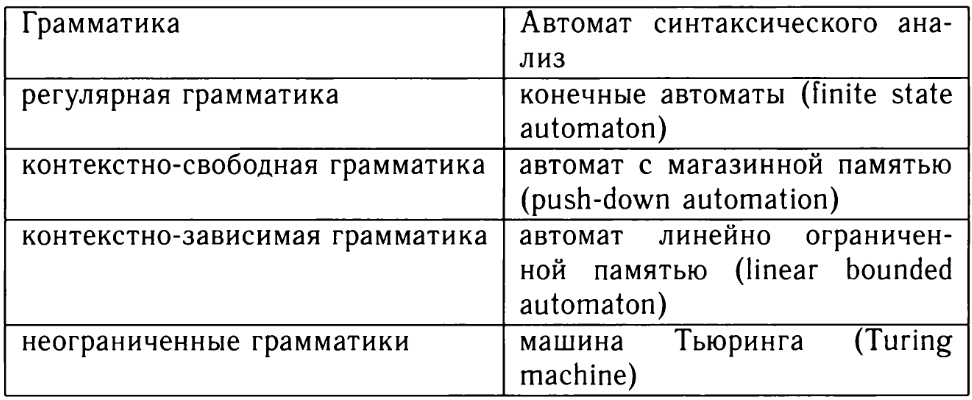 Грамматика
Автомат синтаксического ана-
лиз
регулярная грамматика
конечные автоматы (finite state
automaton)
контекстно-свободная грамматика
автомат с магазинной памятью
(push-down automation)
контекстно-зависимая грамматика
автомат линейно ограничен-
ной памятью (linear bounded
automaton)
неограниченные грамматики
машина Тьюринга (Turing
machine)